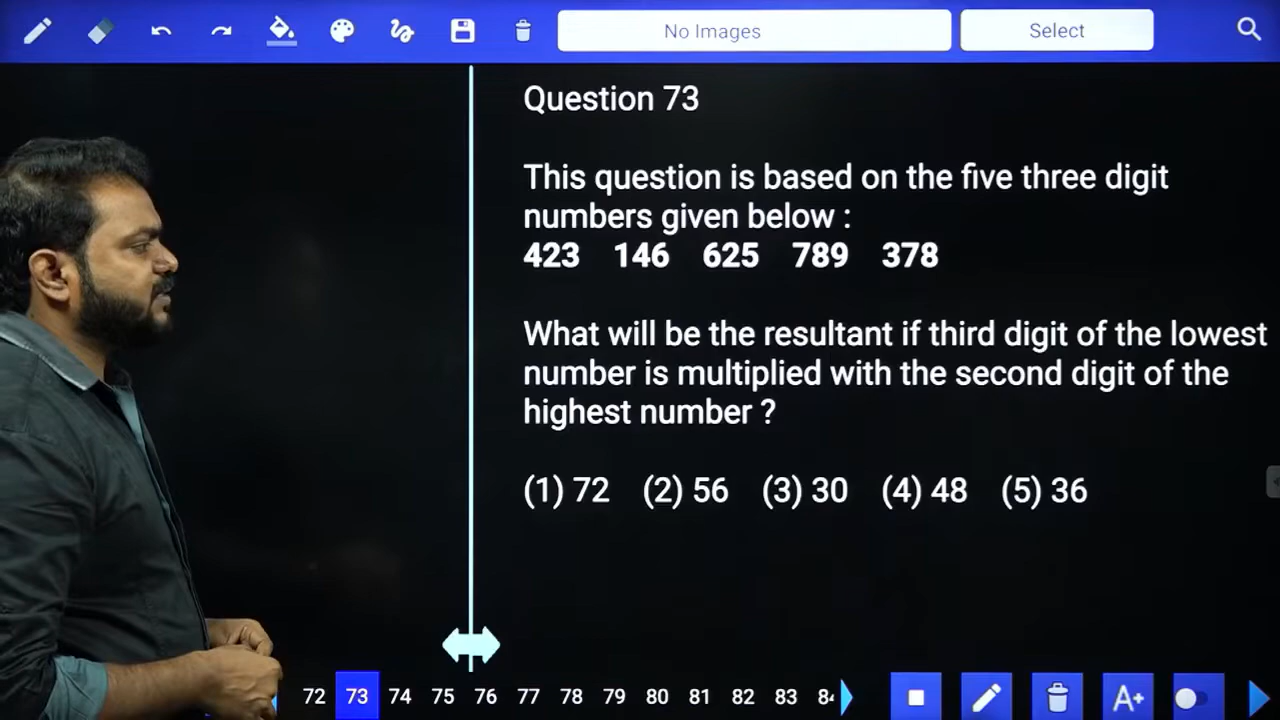 No Images
Select
Question 73
This question is based on the five three digit
numbers given below :
423 146 625 789 378
What will be the resultant if third digit of the lowest
number is multiplied with the second digit of the
highest number ?
(1) 72 (2) 56 (3) 30 (4) 48 (5) 36
72 73 74 75 76 77 78 79 80 81 82 83
A+